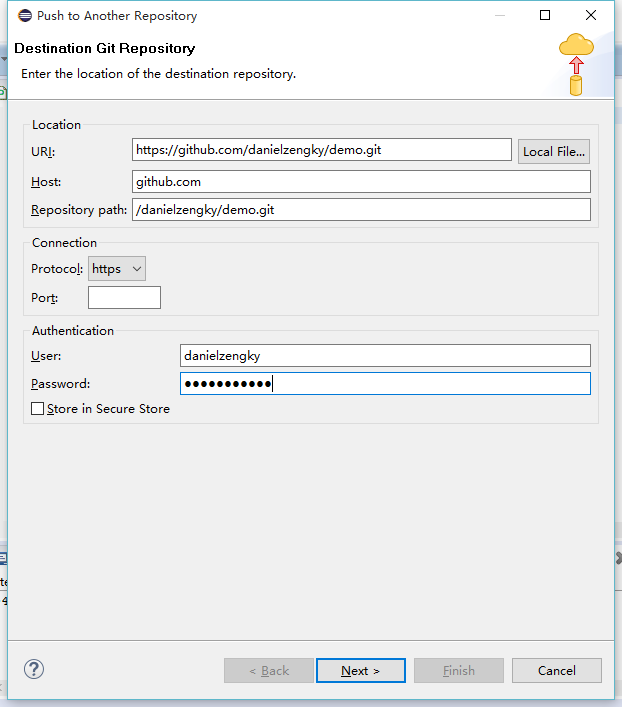 Push to Another Repository
Destination Git Repository
Enter the location of the destination repository.
Location
URI: https://github.com/danielzengky/demo.git Local File...
Host: github.com
Repository path: /danielzengky/demo.git
Connection
Protocol: https
Port:
Authentication
User: danielzengky
Password: ●●●●●●●●●●●
Store in Secure Store
< Back Next > Finish Cancel